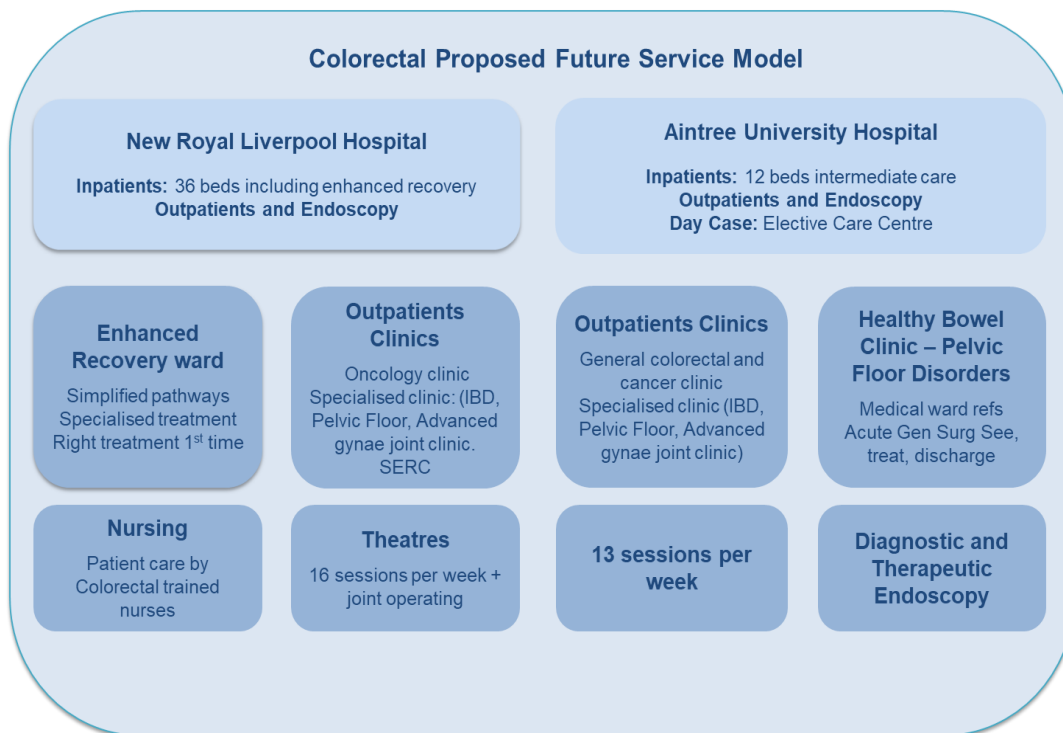 Colorectal Proposed Future Service Model
New Royal Liverpool Hospital
Inpatients: 36 beds including enhanced recovery
Outpatients and Endoscopy
Aintree University Hospital
Inpatients: 12 beds intermediate care
Outpatients and Endoscopy
Day Case: Elective Care Centre
Enhanced
Recovery ward
Simplified pathways
Specialised treatment
Right treatment 1st time
Outpatients
Clinics
Oncology clinic
Specialised clinic: (IBD,
Pelvic Floor, Advanced
gynae joint clinic.
SERC
Outpatients Clinics
General colorectal and
cancer clinic
Specialised clinic (IBD,
Pelvic Floor, Advanced
gynae joint clinic)
Healthy Bowel
Clinic – Pelvic
Floor Disorders
Medical ward refs
Acute Gen Surg See,
treat, discharge
Nursing
Patient care by
Colorectal trained
nurses
Theatres
16 sessions per week +
joint operating
13 sessions per
week
Diagnostic and
Therapeutic
Endoscopy